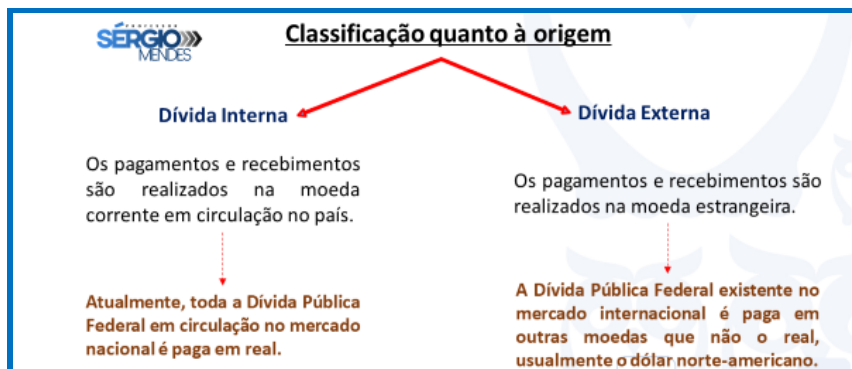 PROFESSOR
SÉRGIO
MENDES
Classificação quanto à origem
Dívida Interna
Os pagamentos e recebimentos
são realizados na moeda
corrente em circulação no país.
Atualmente, toda a Dívida Pública
Federal em circulação no mercado
nacional é paga em real.
Dívida Externa
Os pagamentos e recebimentos são
realizados na moeda estrangeira.
A Dívida Pública Federal existente no
mercado internacional é paga em
outras moedas que não o real,
usualmente o dólar norte-americano.